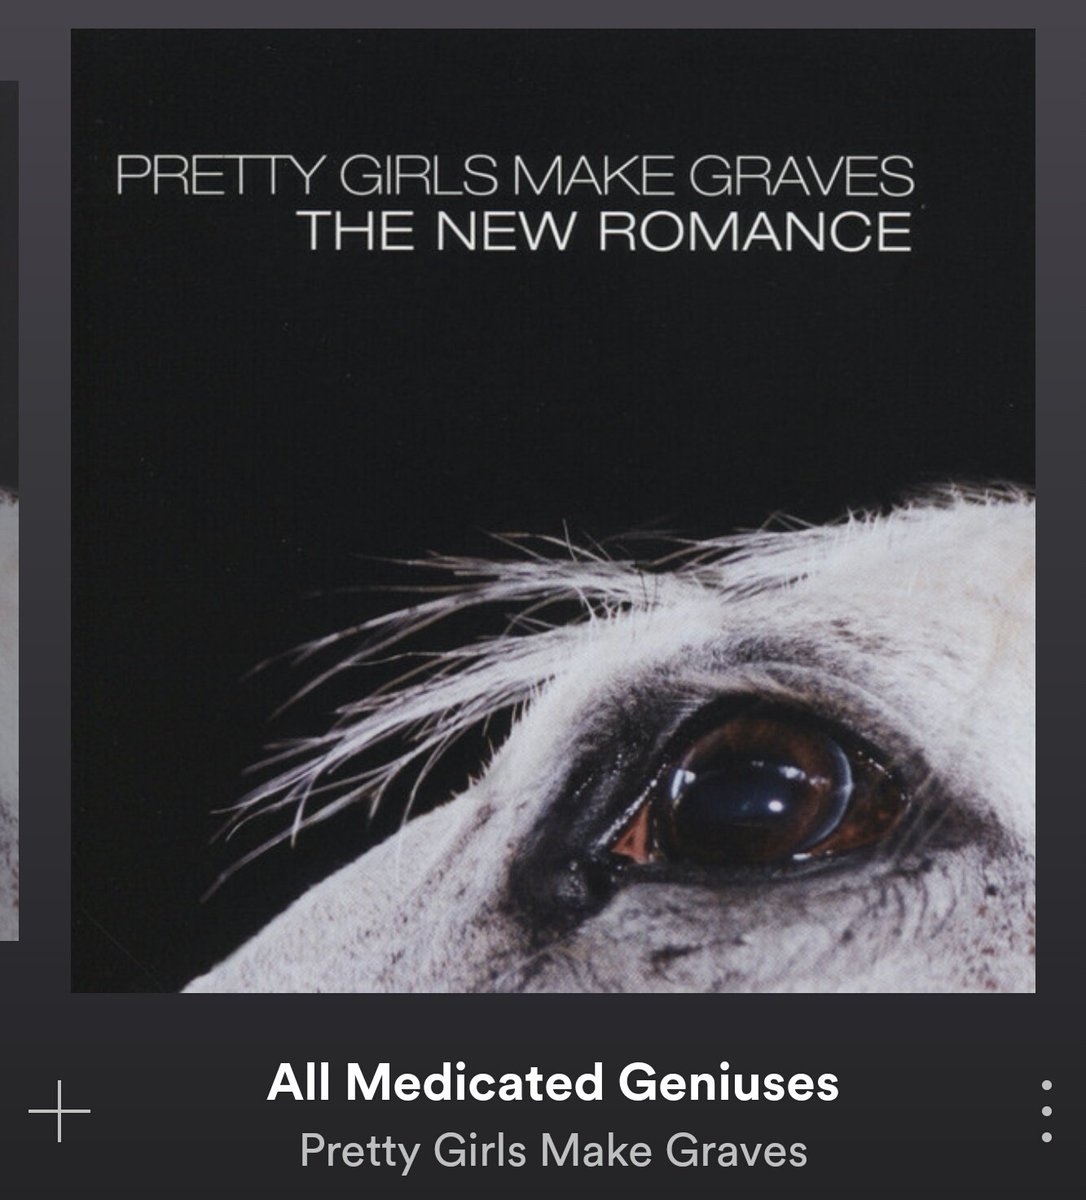 PRETTY GIRLS MAKE GRAVES
THE NEW ROMANCE
All Medicated Geniuses
Pretty Girls Make Graves